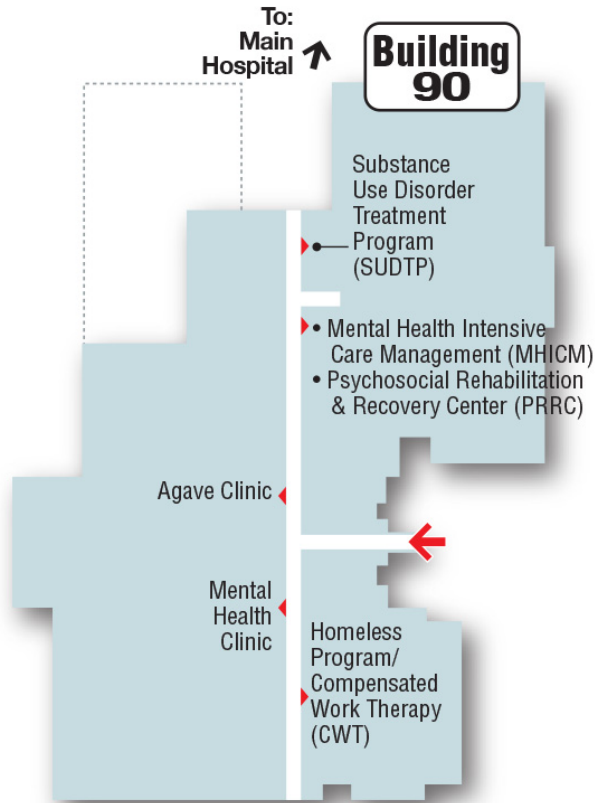 To:
Main
Hospital
Building
90
Substance
Use Disorder
Treatment
Program
(SUDTP)
• Mental Health Intensive
Care Management (MHICM)
• Psychosocial Rehabilitation
& Recovery Center (PRRC)
Agave Clinic
Mental
Health
Clinic
Homeless
Program/
Compensated
Work Therapy
(CWT)